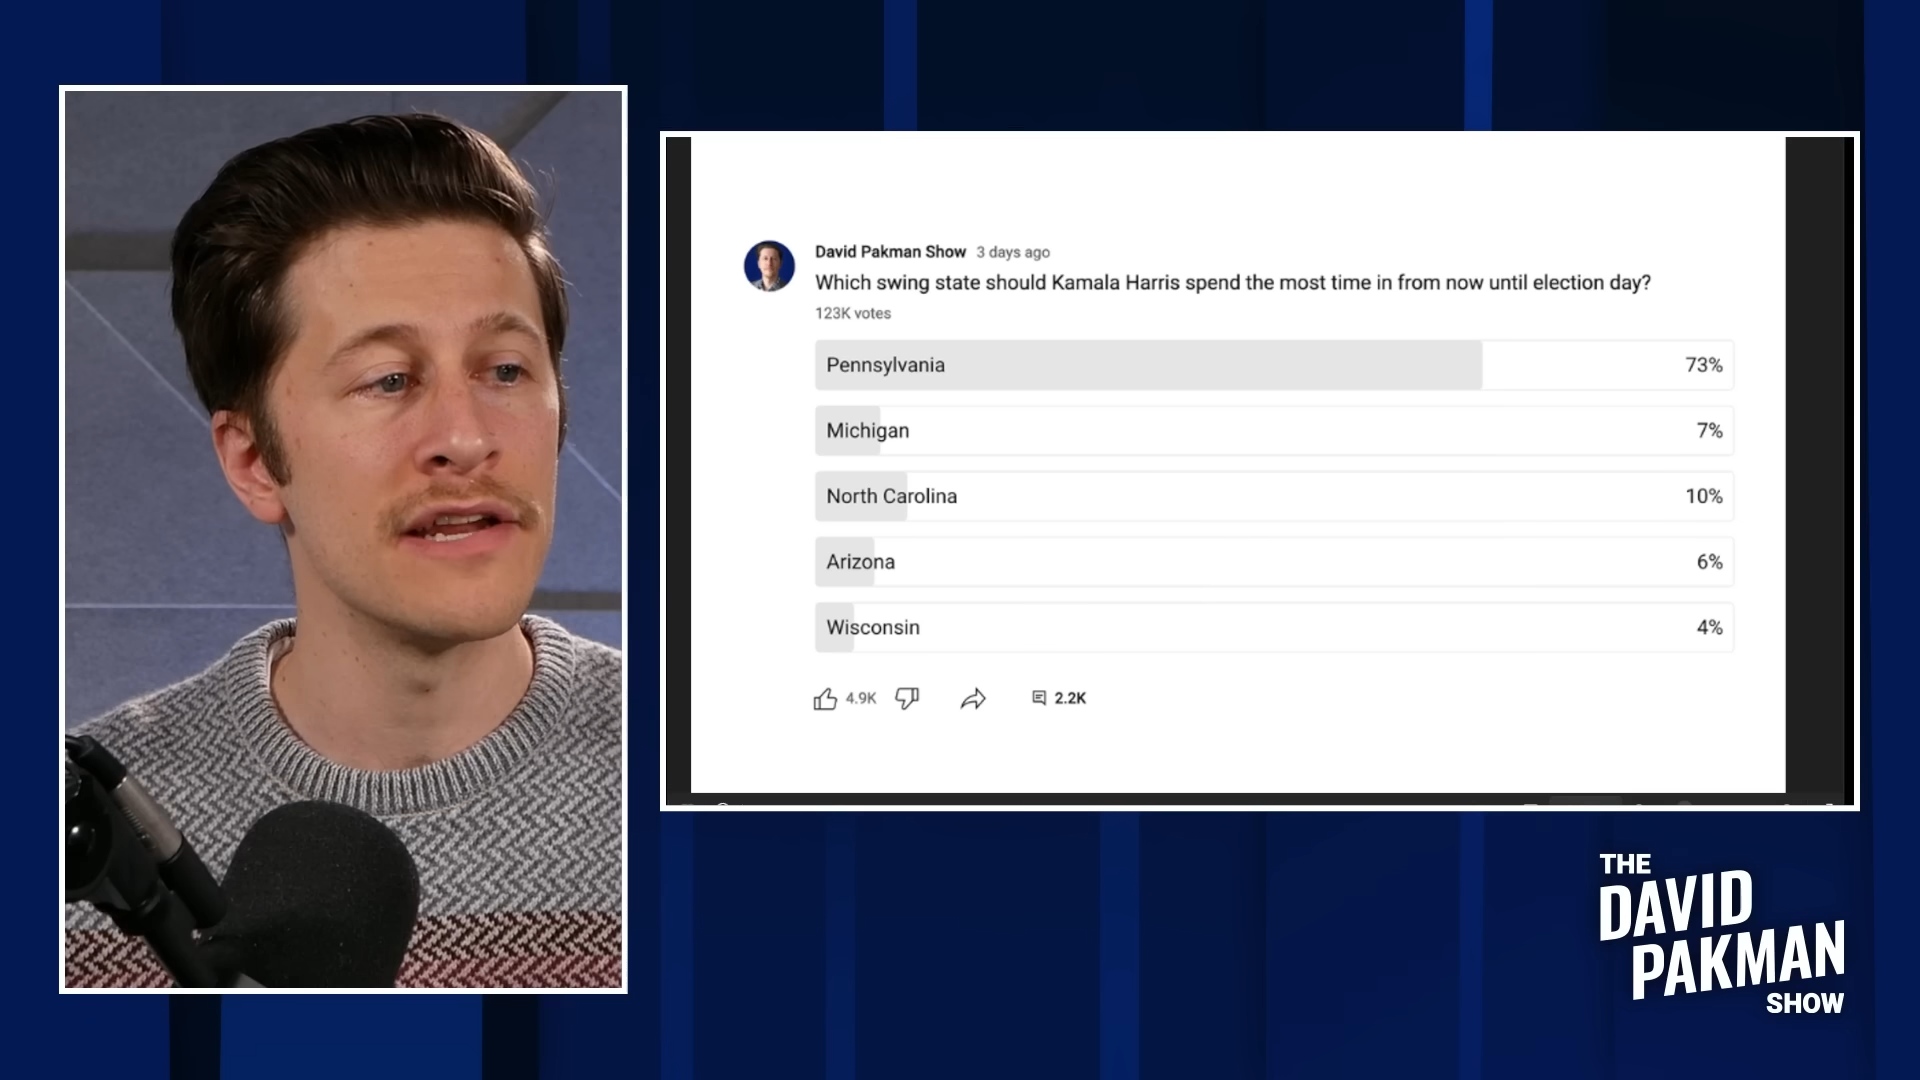 David Pakman Show 3 days ago
Which swing state should Kamala Harris spend the most time in from now until election day?
123K votes
Pennsylvania 73%
Michigan 7%
North Carolina 10%
Arizona 6%
Wisconsin 4%
4.9K 2.2K
THE
DAVID
PAKMAN
SHOW